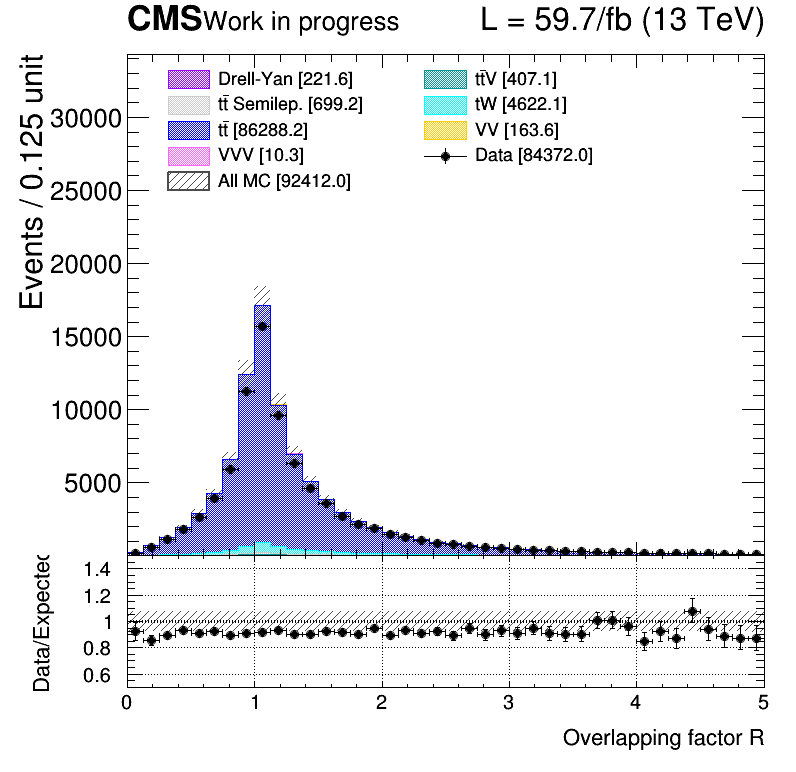 CMS Work in progress L = 59.7/fb (13 TeV)
Drell-Yan [221.6]
tt̄ Semilep. [699.2]
tt̄ [86288.2]
VVV [10.3]
All MC [92412.0]
tt̄V [407.1]
tW [4622.1]
VV [163.6]
Data [84372.0]
Events / 0.125 unit
30000
25000
20000
15000
10000
5000
Data/Expected
1.4
1.2
1
0.8
0.6
0 1 2 3 4 5
Overlapping factor R